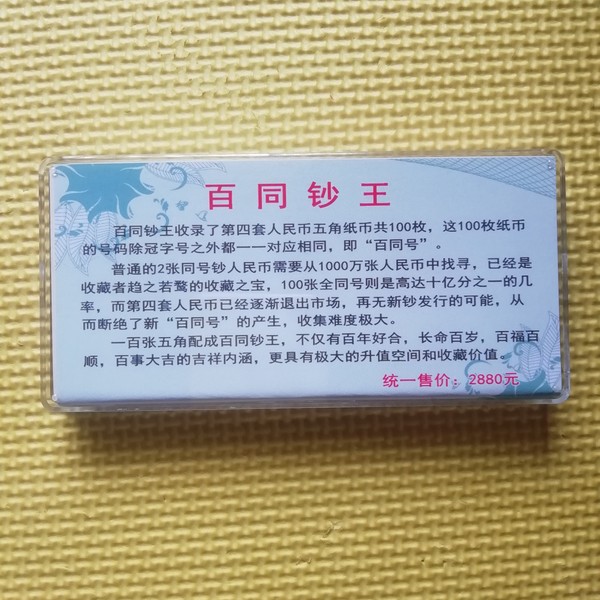 百同钞王
百同钞王收录了第四套人民币五角纸币共100枚，这100枚纸币
的号码除冠字号之外都一一对应相同，即“百同号”。
普通的2张同号钞人民币需要从1000万张人民币中找寻，已经是
收藏者趋之若鹜的收藏之宝，100张全同号则是高达十亿分之一的几
率，而第四套人民币已经逐渐退出市场，再无新钞发行的可能，从
而断绝了新“百同号”的产生，收集难度极大。
一百张五角配成百同钞王，不仅有百年好合，长命百岁，百福百
顺，百事大吉的吉祥内涵，更具有极大的升值空间和收藏价值。
统一售价：2880元